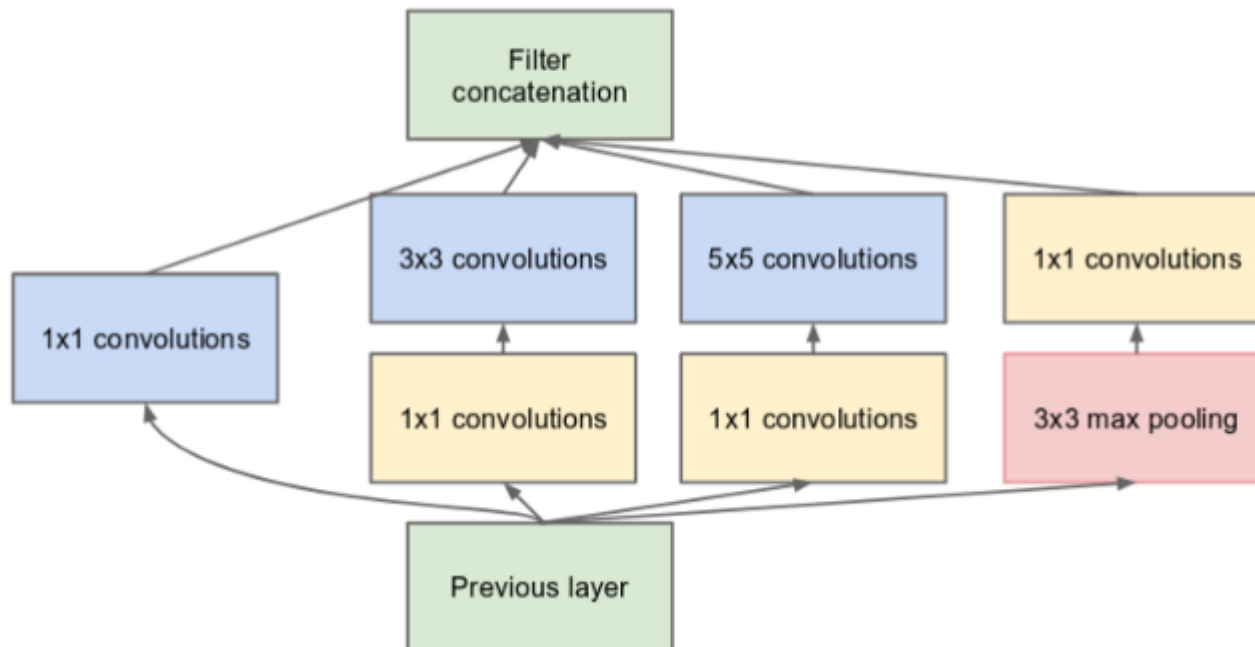 Filter
concatenation
3x3 convolutions
5x5 convolutions
1x1 convolutions
1x1 convolutions
1x1 convolutions
1x1 convolutions
3x3 max pooling
Previous layer